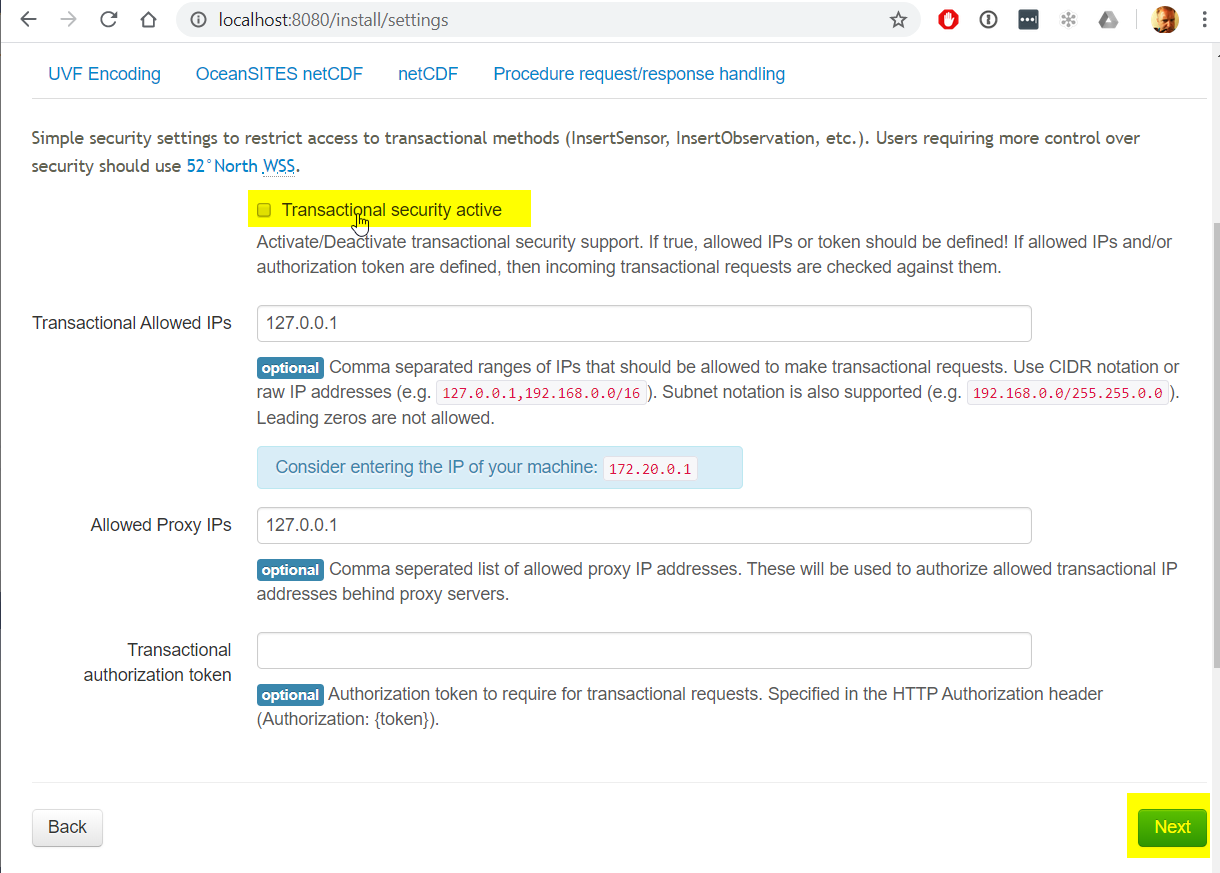 localhost:8080/install/settings
UVF Encoding OceanSITES netCDF netCDF Procedure request/response handling
Simple security settings to restrict access to transactional methods (InsertSensor, InsertObservation, etc.). Users requiring more control over
security should use 52°North WSS.
Transactional security active
Activate/Deactivate transactional security support. If true, allowed IPs or token should be defined! If allowed IPs and/or
authorization token are defined, then incoming transactional requests are checked against them.
Transactional Allowed IPs 127.0.0.1
optional Comma separated ranges of IPs that should be allowed to make transactional requests. Use CIDR notation or
raw IP addresses (e.g. 127.0.0.1,192.168.0.0/16 ). Subnet notation is also supported (e.g. 192.168.0.0/255.255.0.0 ).
Leading zeros are not allowed.
Consider entering the IP of your machine: 172.20.0.1
Allowed Proxy IPs 127.0.0.1
optional Comma seperated list of allowed proxy IP addresses. These will be used to authorize allowed transactional IP
addresses behind proxy servers.
Transactional
authorization token
optional Authorization token to require for transactional requests. Specified in the HTTP Authorization header
(Authorization: {token}).
Back Next